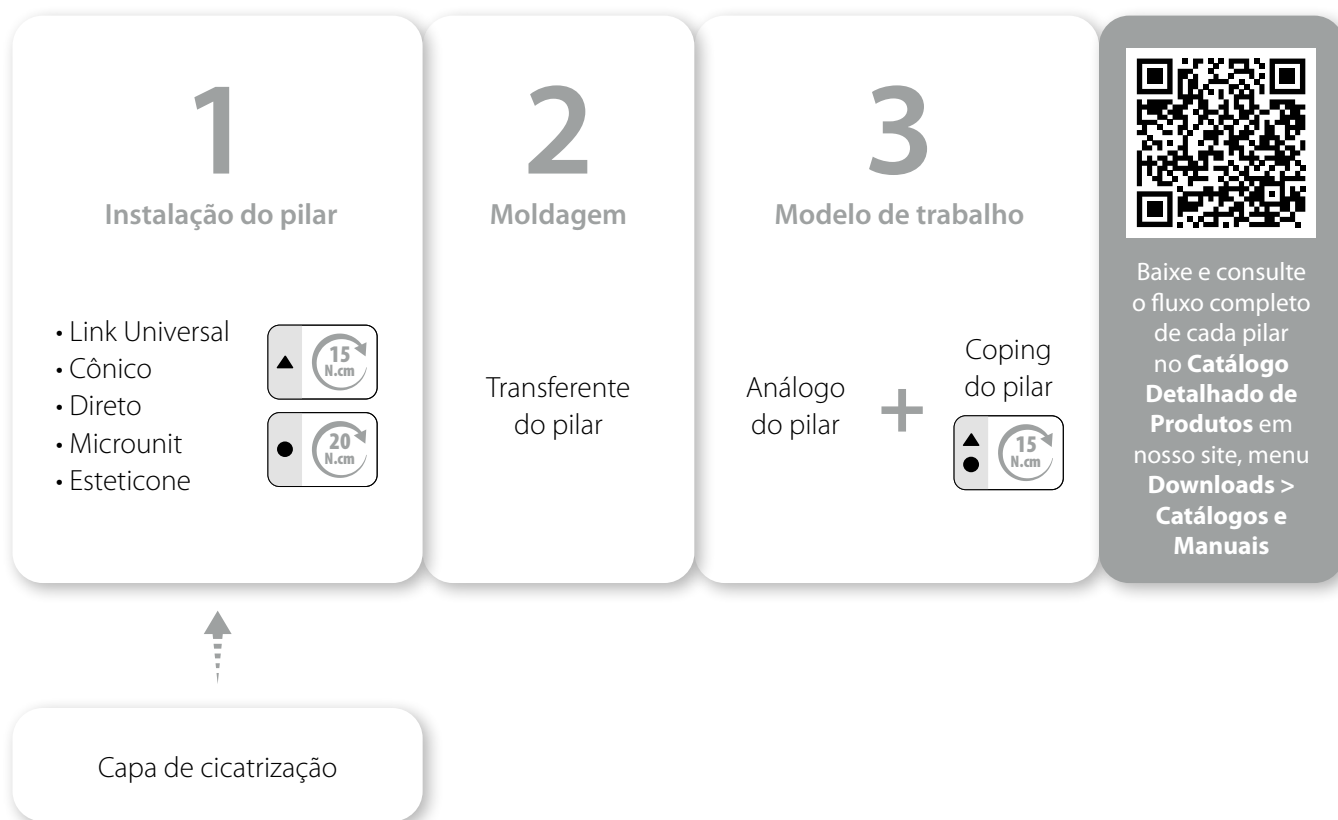 1
Instalação do pilar
• Link Universal
• Cônico
• Direto
• Microunit
• Esteticone
15
N.cm
20
N.cm
2
Moldagem
Transferente
do pilar
3
Modelo de trabalho
Análogo
do pilar
+
Coping
do pilar
15
N.cm
Baixe e consulte
o fluxo completo
de cada pilar
no Catálogo
Detalhado de
Produtos em
nosso site, menu
Downloads >
Catálogos e
Manuais
Capa de cicatrização